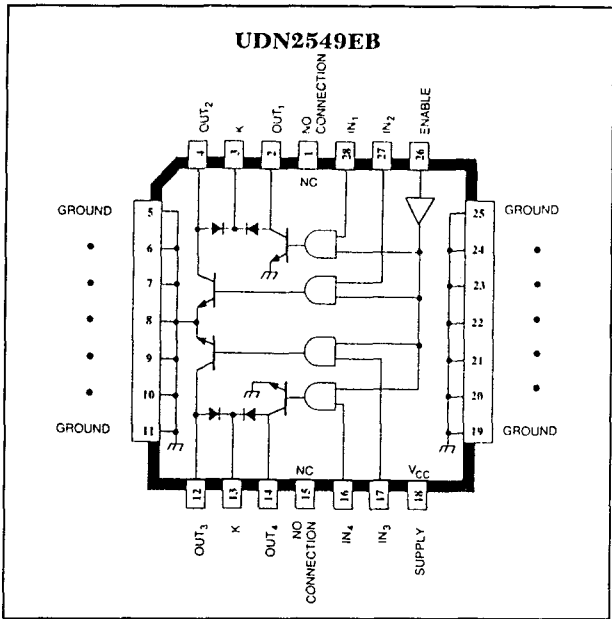 UDN2549EB
OUT2
K
OUT1
NO CONNECTION
IN1
IN2
ENABLE
4
3
2
1
28
27
26
NC
GROUND
5
6
7
8
9
10
GROUND
11
25
GROUND
24
23
22
21
20
19
GROUND
NC
VCC
12
13
14
15
16
17
18
OUT3
K
OUT4
NO CONNECTION
IN4
IN3
SUPPLY